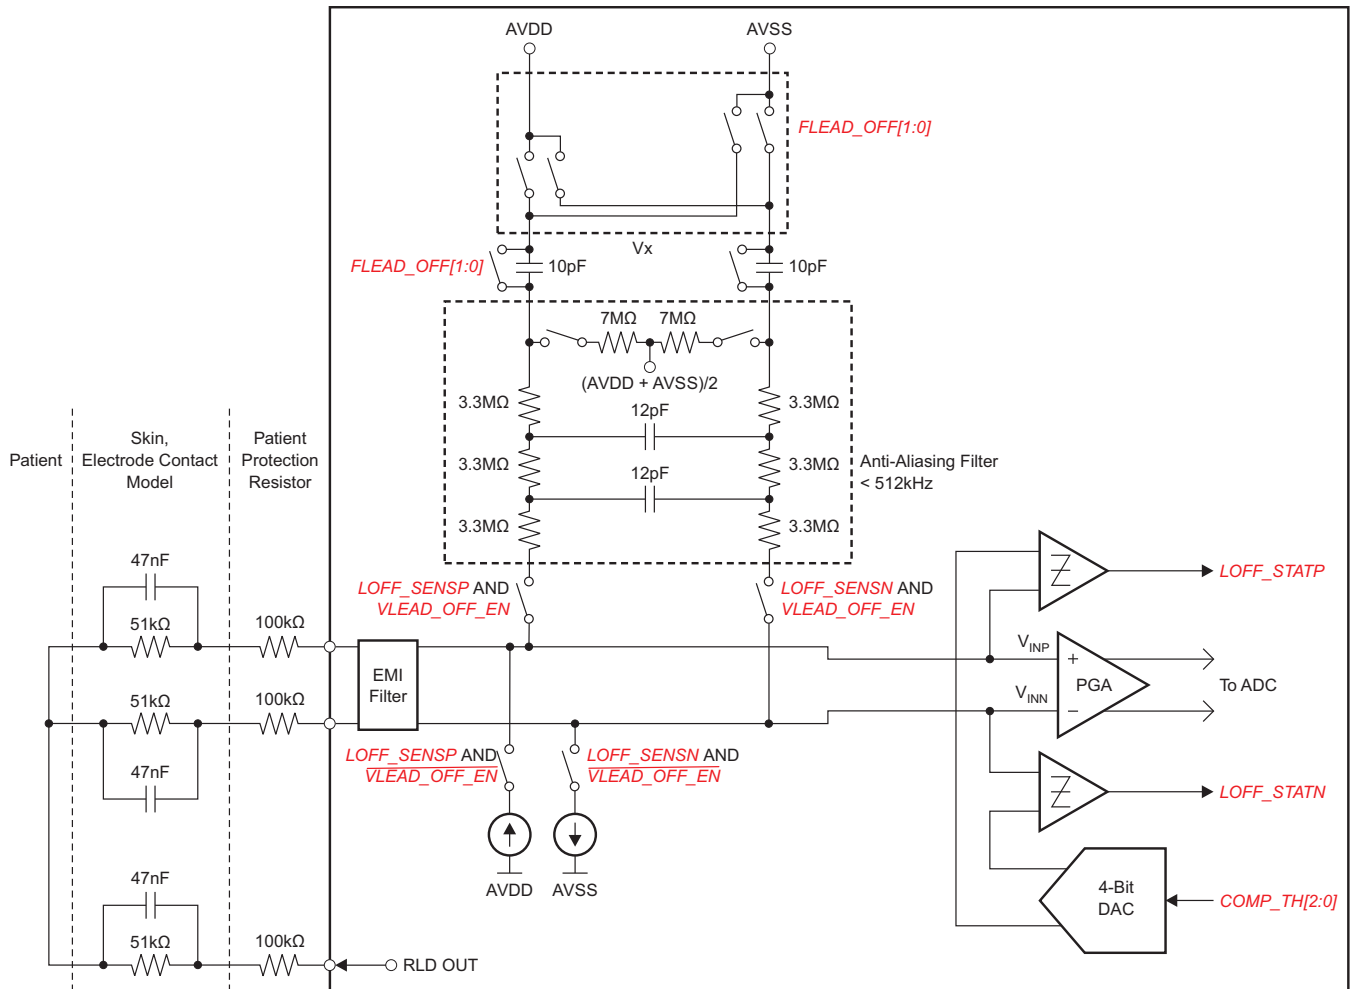 AVDD
AVSS
FLEAD_OFF[1:0]
Vx
FLEAD_OFF[1:0]
10pF
10pF
7MΩ
7MΩ
(AVDD + AVSS)/2
3.3MΩ
12pF
3.3MΩ
3.3MΩ
12pF
3.3MΩ
Anti-Aliasing Filter
< 512kHz
3.3MΩ
3.3MΩ
Patient
Skin,
Electrode Contact
Model
Patient
Protection
Resistor
LOFF_SENSP AND
VLEAD_OFF_EN
LOFF_SENSN AND
VLEAD_OFF_EN
LOFF_STATP
47nF
51kΩ
100kΩ
EMI
Filter
VINP
+
PGA
To ADC
VINN
−
51kΩ
100kΩ
47nF
LOFF_SENSP AND
VLEAD_OFF_EN
LOFF_SENSN AND
VLEAD_OFF_EN
LOFF_STATN
AVDD
AVSS
4-Bit
DAC
COMP_TH[2:0]
47nF
51kΩ
100kΩ
RLD OUT